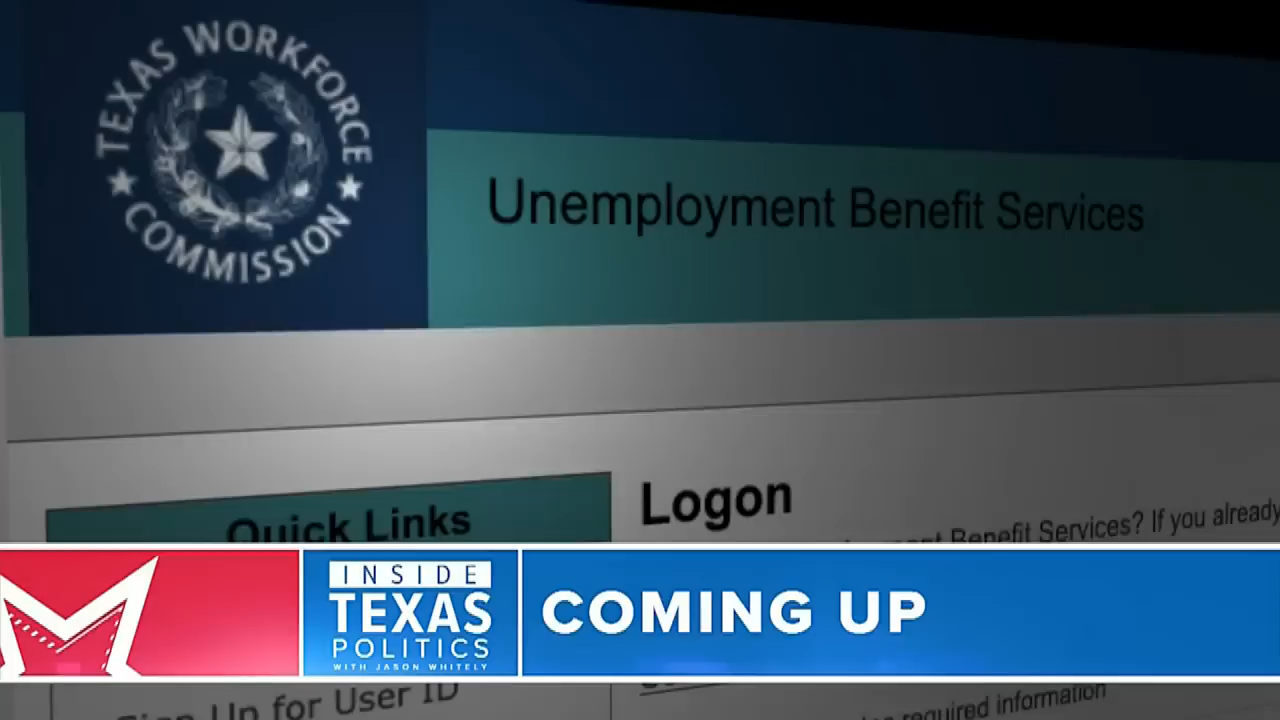 TEXAS WORKFORCE COMMISSION
Unemployment Benefit Services
Quick Links
Logon
Benefit Services? If you already
INSIDE
TEXAS
POLITICS
WITH JASON WHITELY
COMING UP
Sign Up for User ID
required information